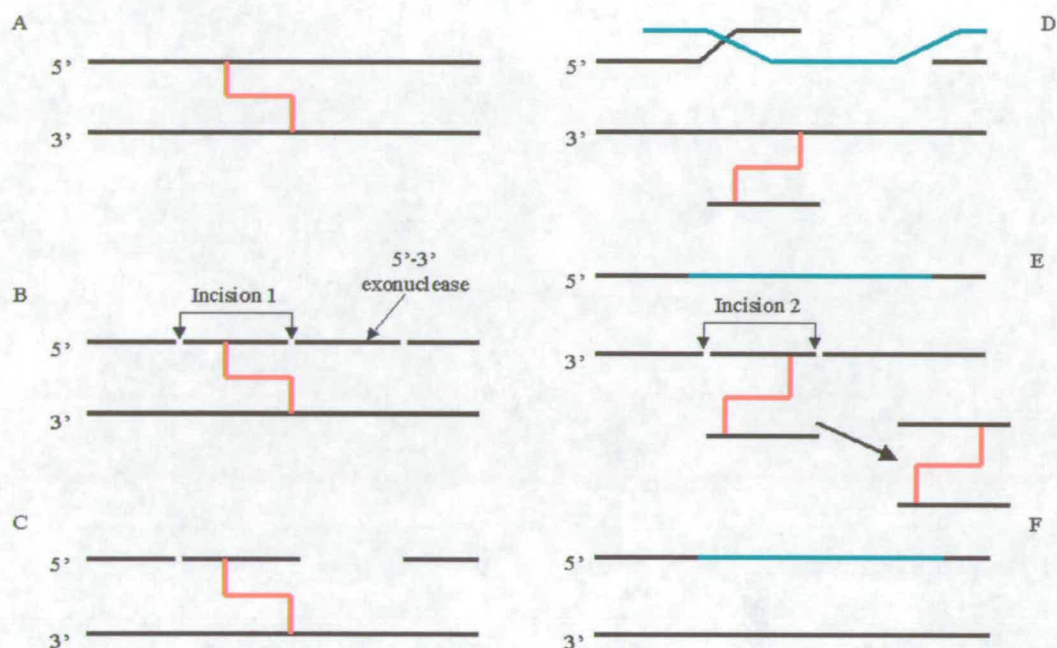 A
5’
3’
B
Incision 1
5’-3’
exonuclease
5’
3’
C
5’
3’
D
5’
3’
E
5’
Incision 2
3’
F
5’
3’